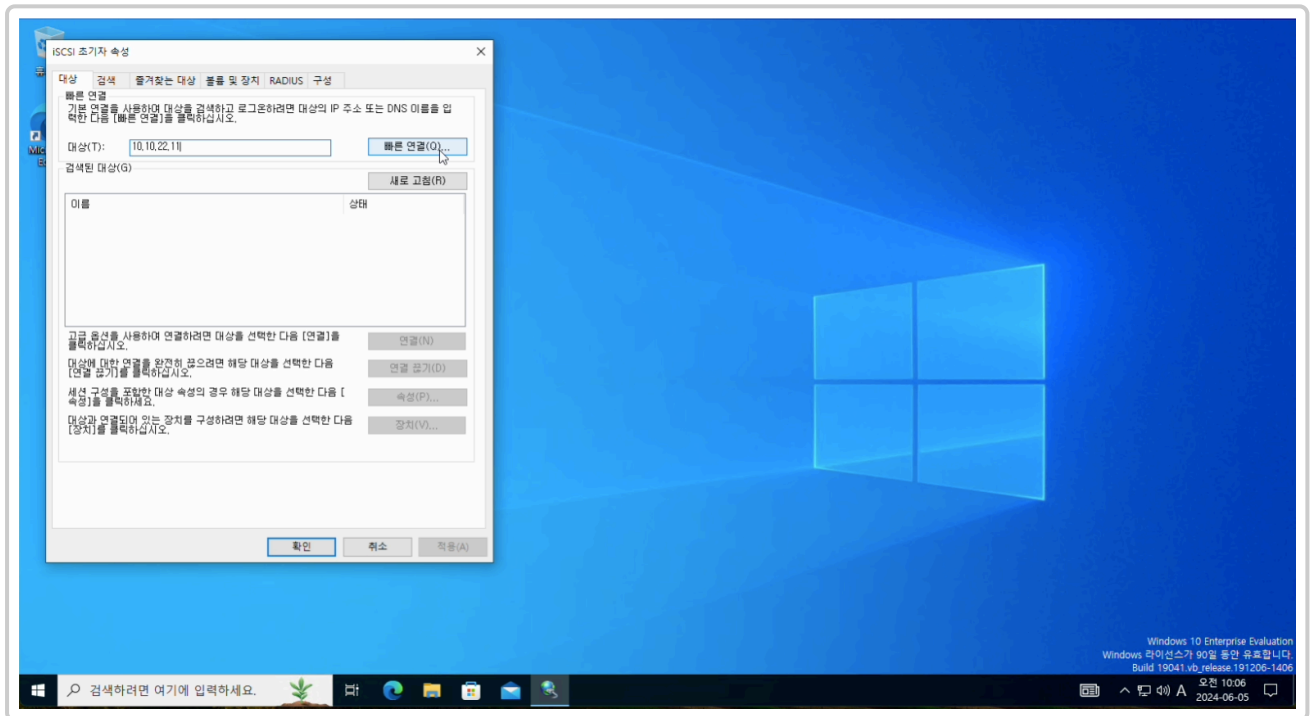 iSCSI 초기자 속성
대상 검색 즐겨찾는 대상 볼륨 및 장치 RADIUS 구성
빠른 연결
기본 연결을 사용하여 대상을 검색하고 로그온하려면 대상의 IP 주소 또는 DNS 이름을 입
력한 다음 [빠른 연결]을 클릭하십시오.
대상(T): 10.10.22.11 빠른 연결(Q)...
검색된 대상(G)
새로 고침(R)
이름 상태
고급 옵션을 사용하여 연결하려면 대상을 선택한 다음 [연결]을
클릭하십시오.
연결(N)
대상에 대한 연결을 완전히 끊으려면 해당 대상을 선택한 다음
[연결 끊기]를 클릭하십시오.
연결 끊기(D)
세션 구성을 포함한 대상 속성의 경우 해당 대상을 선택한 다음 [
속성]을 클릭하세요.
속성(P)...
대상과 연결되어 있는 장치를 구성하려면 해당 대상을 선택한 다음
[장치]를 클릭하십시오.
장치(V)...
확인 취소 적용(A)
Windows 10 Enterprise Evaluation
Windows 라이선스가 90일 동안 유효합니다.
Build 19041.vb_release.191206-1406
검색하려면 여기에 입력하세요.
A
오전 10:06
2024-06-05